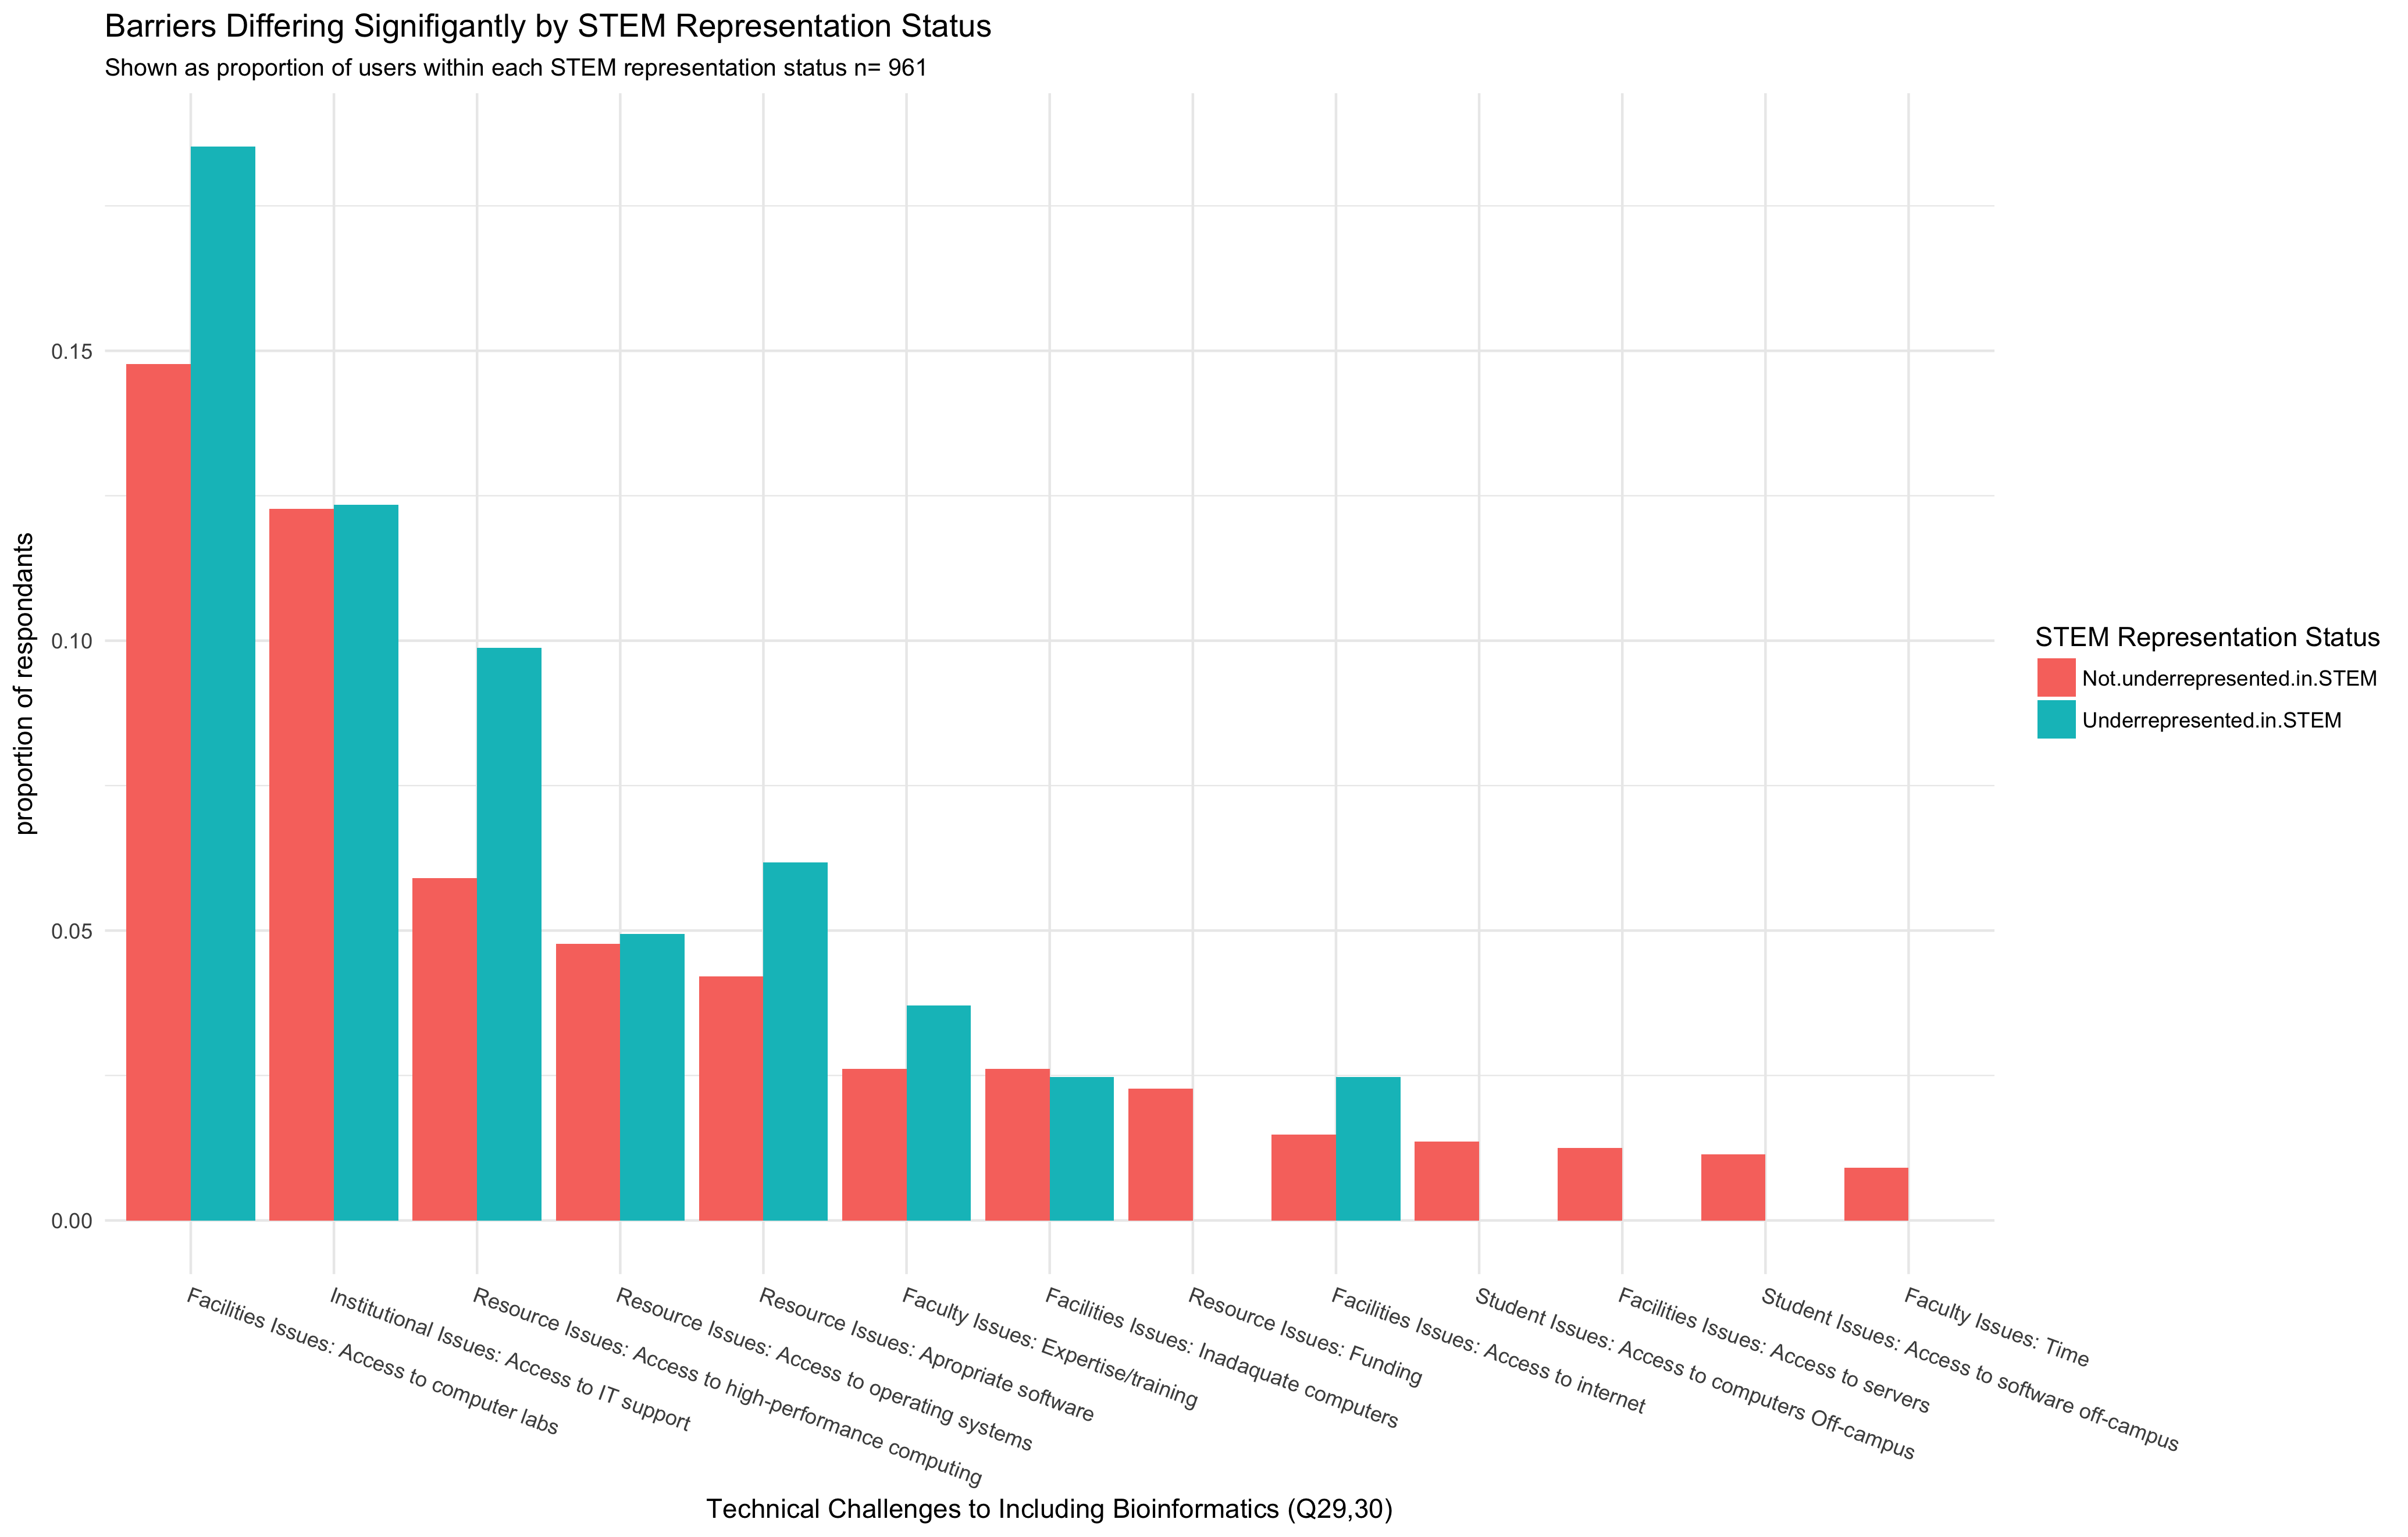 Barriers Differing Signifigantly by STEM Representation Status
Shown as proportion of users within each STEM representation status n= 961
proportion of respondants
0.15
0.10
0.05
0.00
Facilities Issues: Access to computer labs
Institutional Issues: Access to IT support
Resource Issues: Access to high-performance computing
Resource Issues: Access to operating systems
Resource Issues: Apropriate software
Faculty Issues: Expertise/training
Facilities Issues: Inadaquate computers
Resource Issues: Funding
Facilities Issues: Access to internet
Student Issues: Access to computers Off-campus
Facilities Issues: Access to servers
Student Issues: Access to software off-campus
Faculty Issues: Time
Technical Challenges to Including Bioinformatics (Q29,30)
STEM Representation Status
Not.underrepresented.in.STEM
Underrepresented.in.STEM